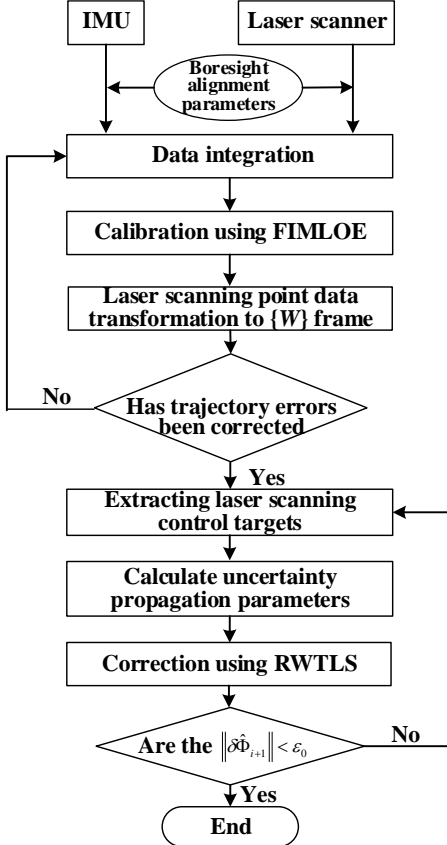 IMU
Laser scanner
Boresight
alignment
parameters
Data integration
Calibration using FIMLOE
Laser scanning point data
transformation to {W} frame
No
Has trajectory errors
been corrected
Yes
Extracting laser scanning
control targets
Calculate uncertainty
propagation parameters
Correction using RWTLS
Are the ‖δΦ̂ᵢ₊₁‖ < ε₀
No
Yes
End